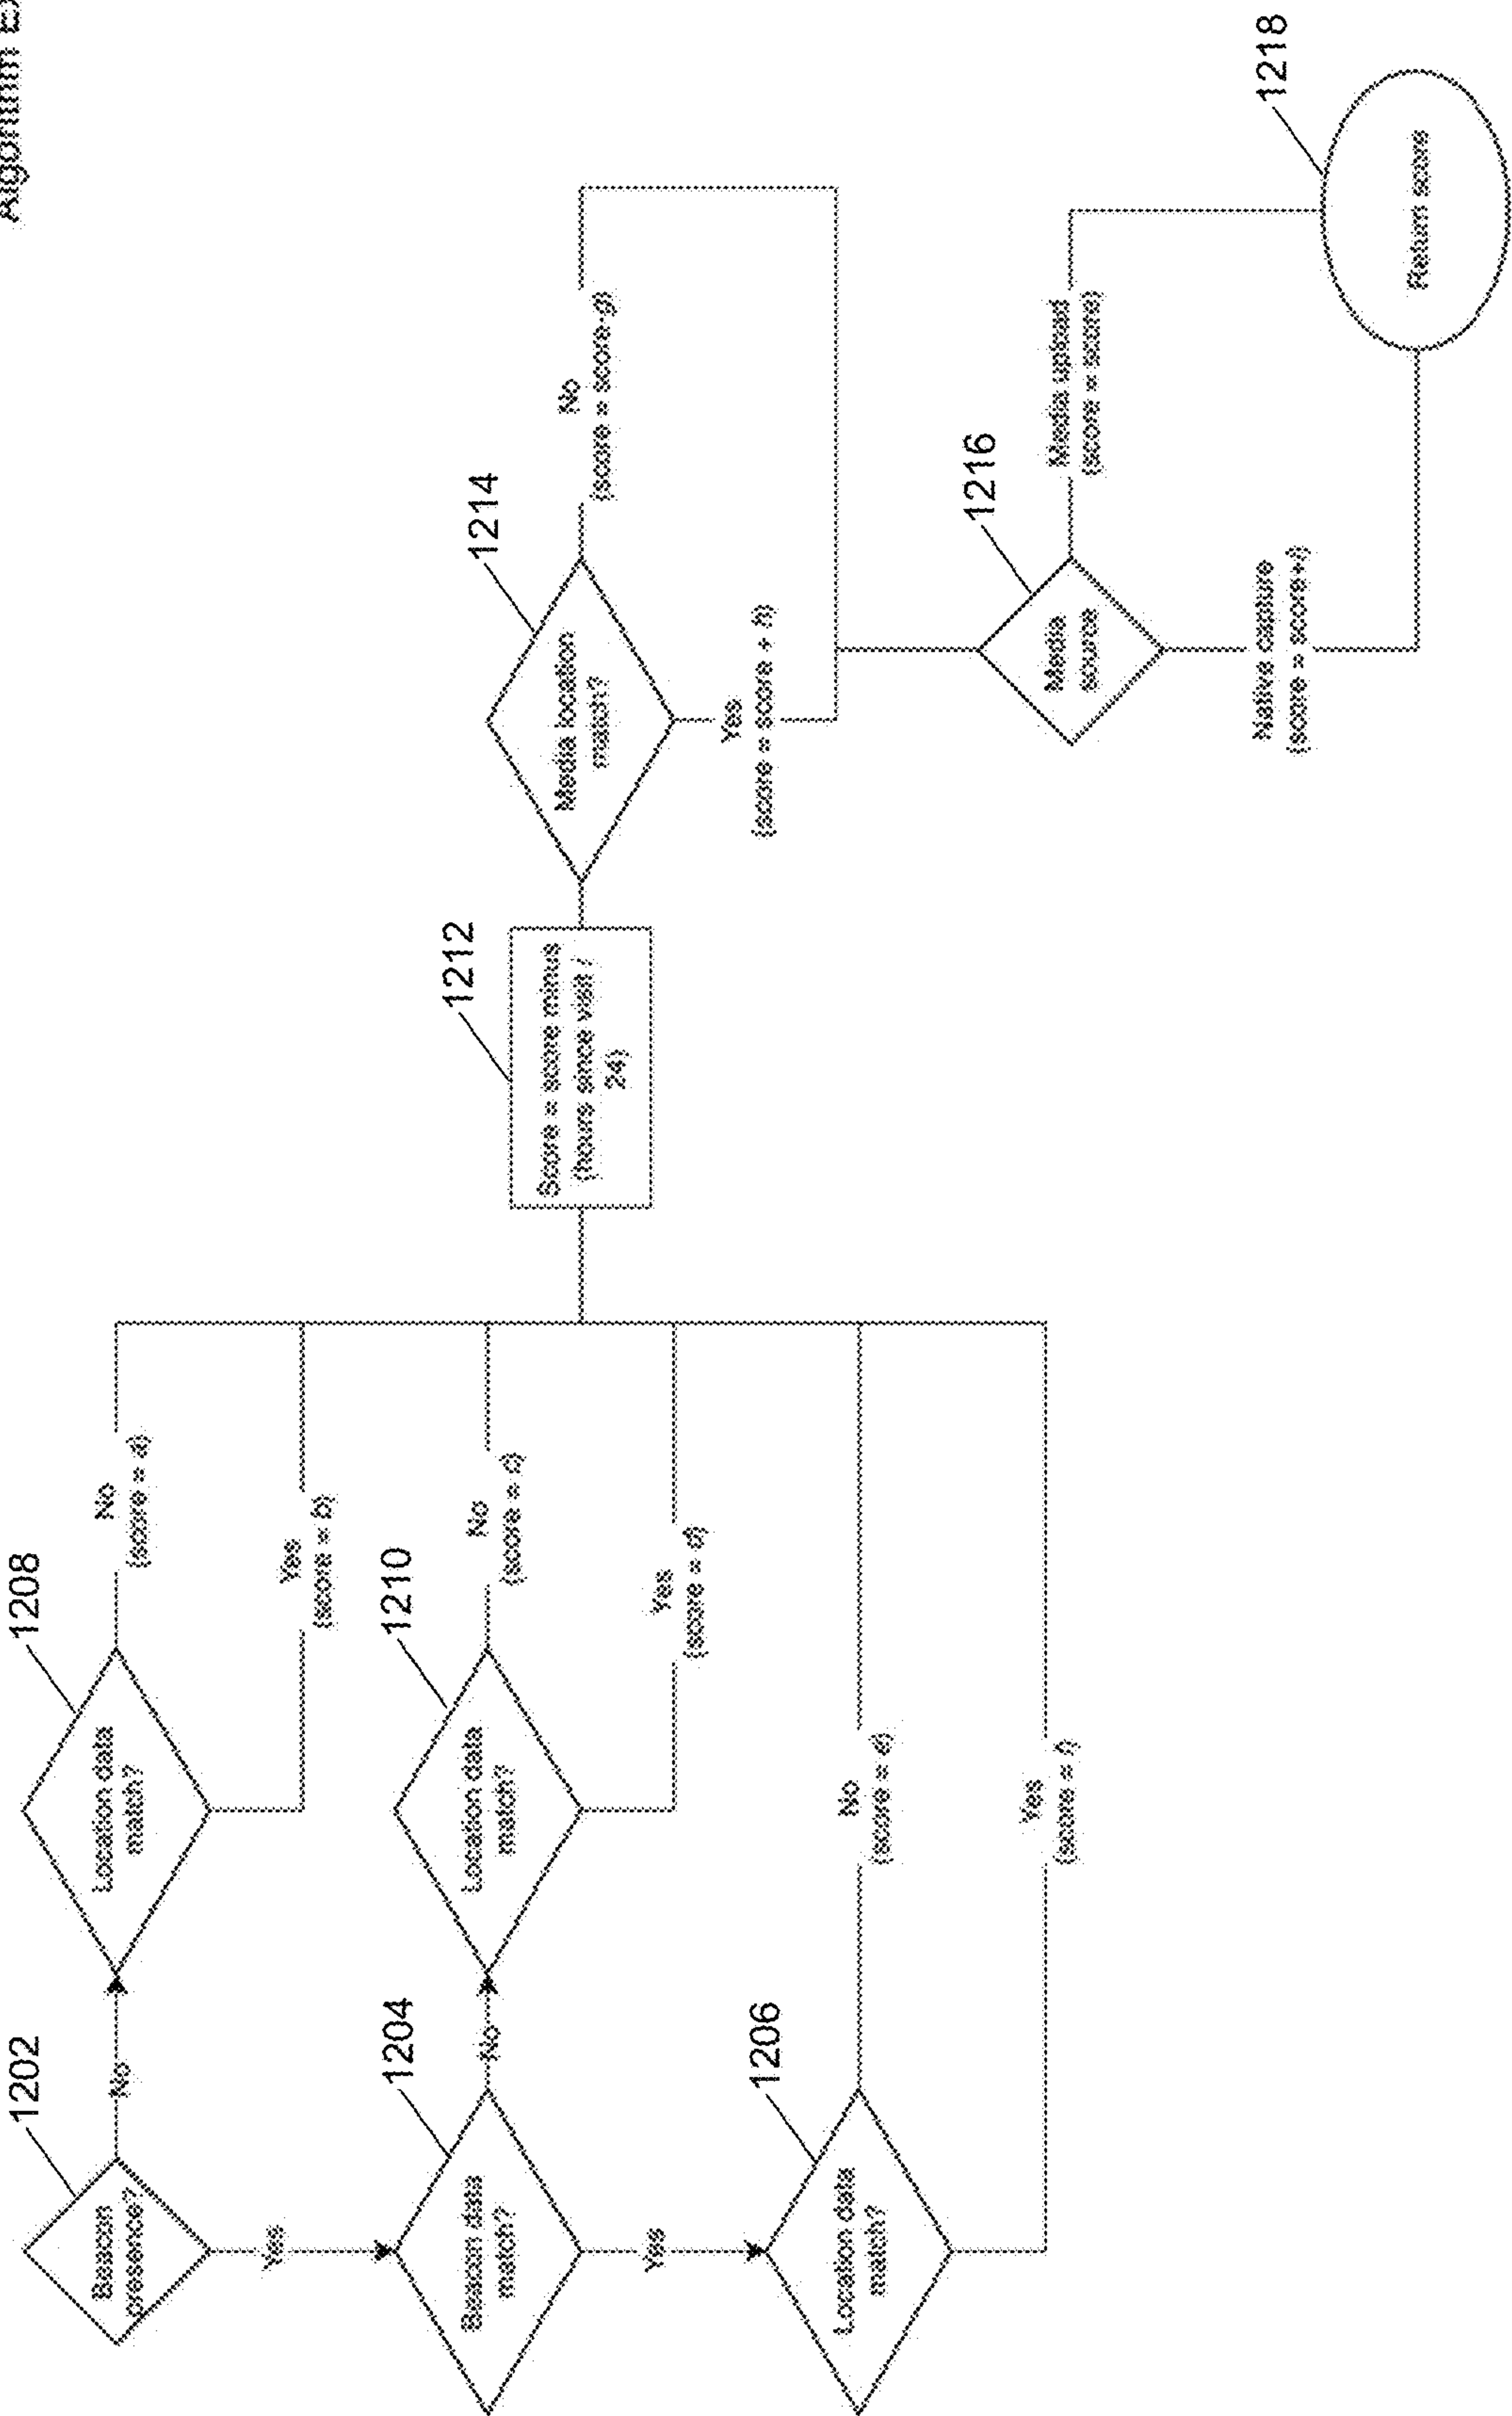 Algorithm
1202
Beacon
presence?
No
Yes
1208
Location data
match?
No
(score = a)
Yes
(score = b)
1204
Beacon data
match?
No
Yes
1210
Location data
match?
No
(score = c)
Yes
(score = d)
1206
Location data
match?
No
(score = e)
Yes
(score = f)
1212
Score = score minus
(hours since visit /
24)
1214
Media location
match?
No
(score = score-g)
Yes
(score = score + h)
1216
Media
source
Media upload
(score = score)
Native capture
(score = score+i)
1218
Return score